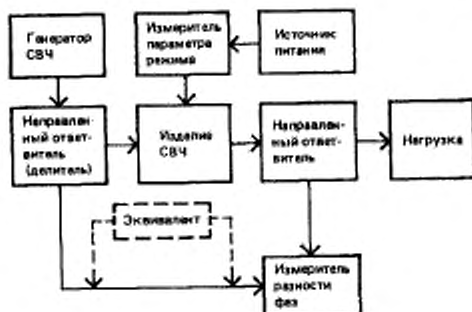 Генератор
СВЧ
Измеритель
параметра
режима
Источник
питания
Направлен-
ный ответ-
витель
(делитель)
Изделие
СВЧ
Направлен-
ный ответ-
витель
Нагрузка
Эквивалент
Измеритель
разности
фаз